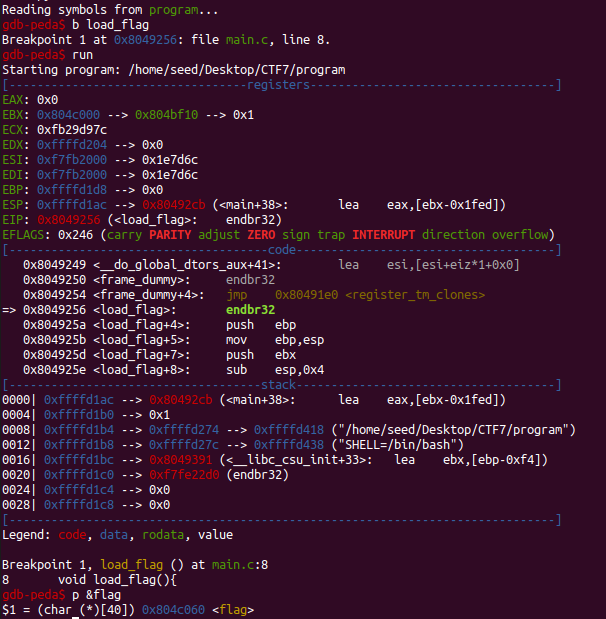 Reading symbols from program...
gdb-peda$ b load_flag
Breakpoint 1 at 0x8049256: file main.c, line 8.
gdb-peda$ run
Starting program: /home/seed/Desktop/CTF7/program
[----------------------------------registers-----------------------------------]
EAX: 0x0
EBX: 0x804c000 --> 0x804bf10 --> 0x1
ECX: 0xfb29d97c
EDX: 0xffffd204 --> 0x0
ESI: 0xf7fb2000 --> 0x1e7d6c
EDI: 0xf7fb2000 --> 0x1e7d6c
EBP: 0xffffd1d8 --> 0x0
ESP: 0xffffd1ac --> 0x80492cb (<main+38>: lea eax,[ebx-0x1fed])
EIP: 0x8049256 (<load_flag>: endbr32)
EFLAGS: 0x246 (carry PARITY adjust ZERO sign trap INTERRUPT direction overflow)
[-------------------------------------code-------------------------------------]
0x8049249 <__do_global_dtors_aux+41>: lea esi,[esi+eiz*1+0x0]
0x8049250 <frame_dummy>: endbr32
0x8049254 <frame_dummy+4>: jmp 0x80491e0 <register_tm_clones>
=> 0x8049256 <load_flag>: endbr32
0x804925a <load_flag+4>: push ebp
0x804925b <load_flag+5>: mov ebp,esp
0x804925d <load_flag+7>: push ebx
0x804925e <load_flag+8>: sub esp,0x4
[------------------------------------stack-------------------------------------]
0000| 0xffffd1ac --> 0x80492cb (<main+38>: lea eax,[ebx-0x1fed])
0004| 0xffffd1b0 --> 0x1
0008| 0xffffd1b4 --> 0xffffd274 --> 0xffffd418 ("/home/seed/Desktop/CTF7/program")
0012| 0xffffd1b8 --> 0xffffd27c --> 0xffffd438 ("SHELL=/bin/bash")
0016| 0xffffd1bc --> 0x8049391 (<__libc_csu_init+33>: lea ebx,[ebp-0xf4])
0020| 0xffffd1c0 --> 0xf7fe22d0 (endbr32)
0024| 0xffffd1c4 --> 0x0
0028| 0xffffd1c8 --> 0x0
[------------------------------------------------------------------------------]
Legend: code, data, rodata, value
Breakpoint 1, load_flag () at main.c:8
8 void load_flag(){
gdb-peda$ p &flag
$1 = (char (*)[40]) 0x804c060 <flag>